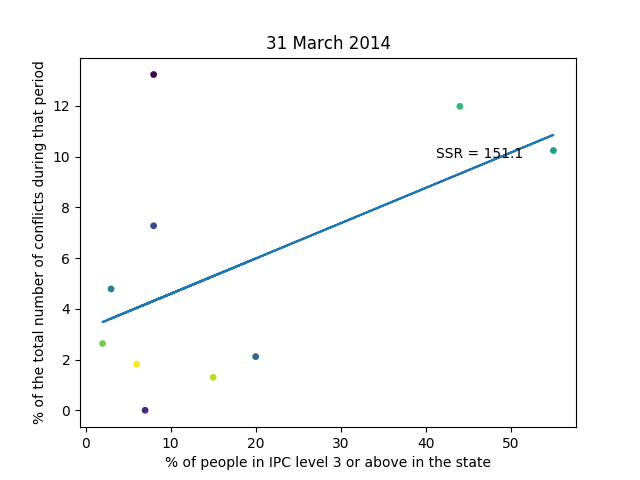 31 March 2014
% of the total number of conflicts during that period
12
10
8
6
4
2
0
SSR = 151.1
0 10 20 30 40 50
% of people in IPC level 3 or above in the state